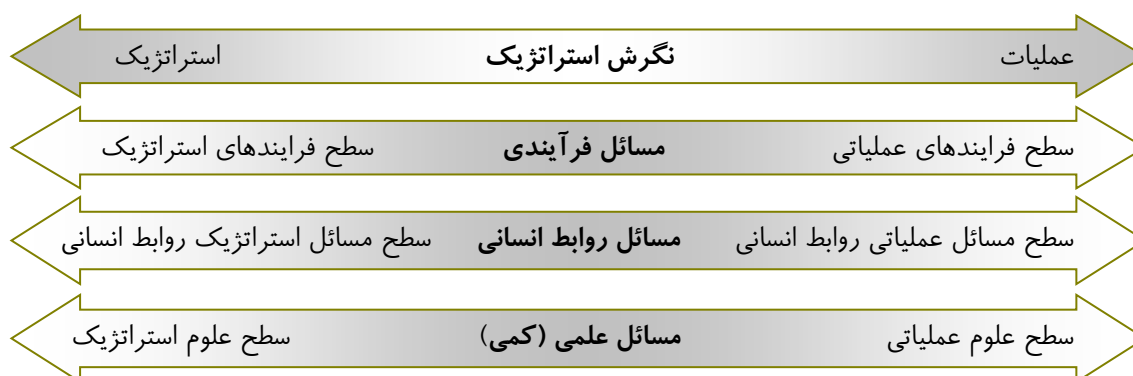 عملیات نگرش استراتژیک استراتژیک
سطح فرایندهای عملیاتی مسائل فرآیندی سطح فرایندهای استراتژیک
سطح مسائل عملیاتی روابط انسانی مسائل روابط انسانی سطح مسائل استراتژیک روابط انسانی
سطح علوم عملیاتی مسائل علمی (کمی) سطح علوم استراتژیک